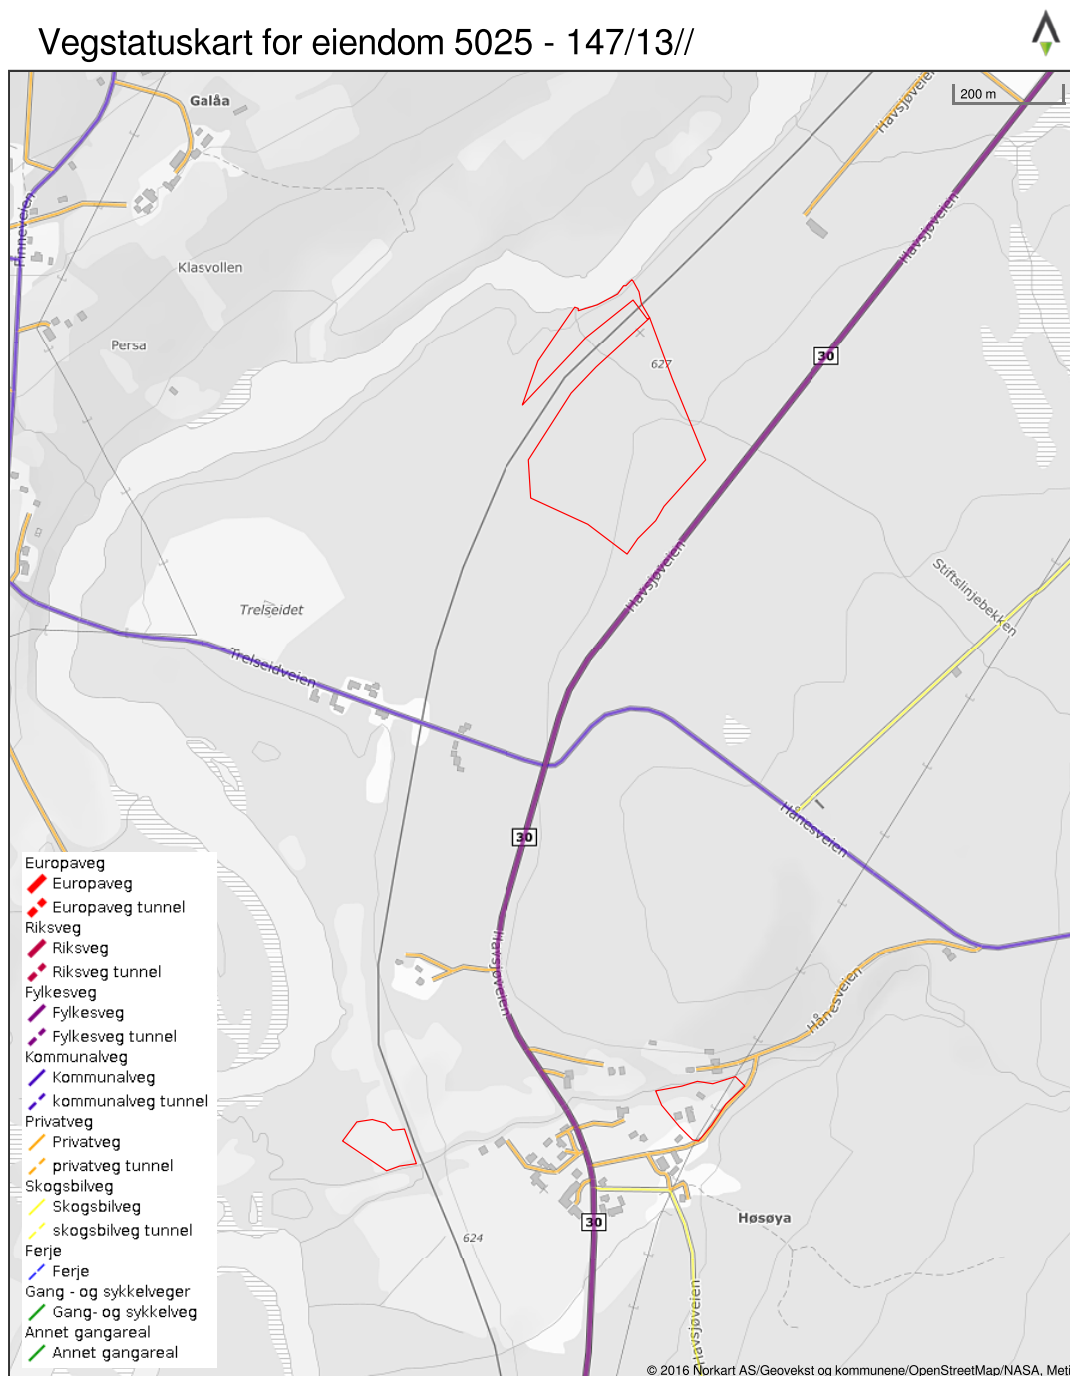 Vegstatuskart for eiendom 5025 - 147/13//
200 m
Galåa
Havsjøveien
Finneveien
Havsjøveien
Klasvollen
Persa
30
627
Havsjøveien
Stiftslinjebekken
Trelseidet
Trelseidveien
Hånesveien
30
Havsjøveien
Hånesveien
Høsøya
30
624
Havsjøveien
Europaveg
Europaveg
Europaveg tunnel
Riksveg
Riksveg
Riksveg tunnel
Fylkesveg
Fylkesveg
Fylkesveg tunnel
Kommunalveg
Kommunalveg
kommunalveg tunnel
Privatveg
Privatveg
privatveg tunnel
Skogsbilveg
Skogsbilveg
skogsbilveg tunnel
Ferje
Ferje
Gang - og sykkelveger
Gang- og sykkelveg
Annet gangareal
Annet gangareal
© 2016 Norkart AS/Geovekst og kommunene/OpenStreetMap/NASA, Meti